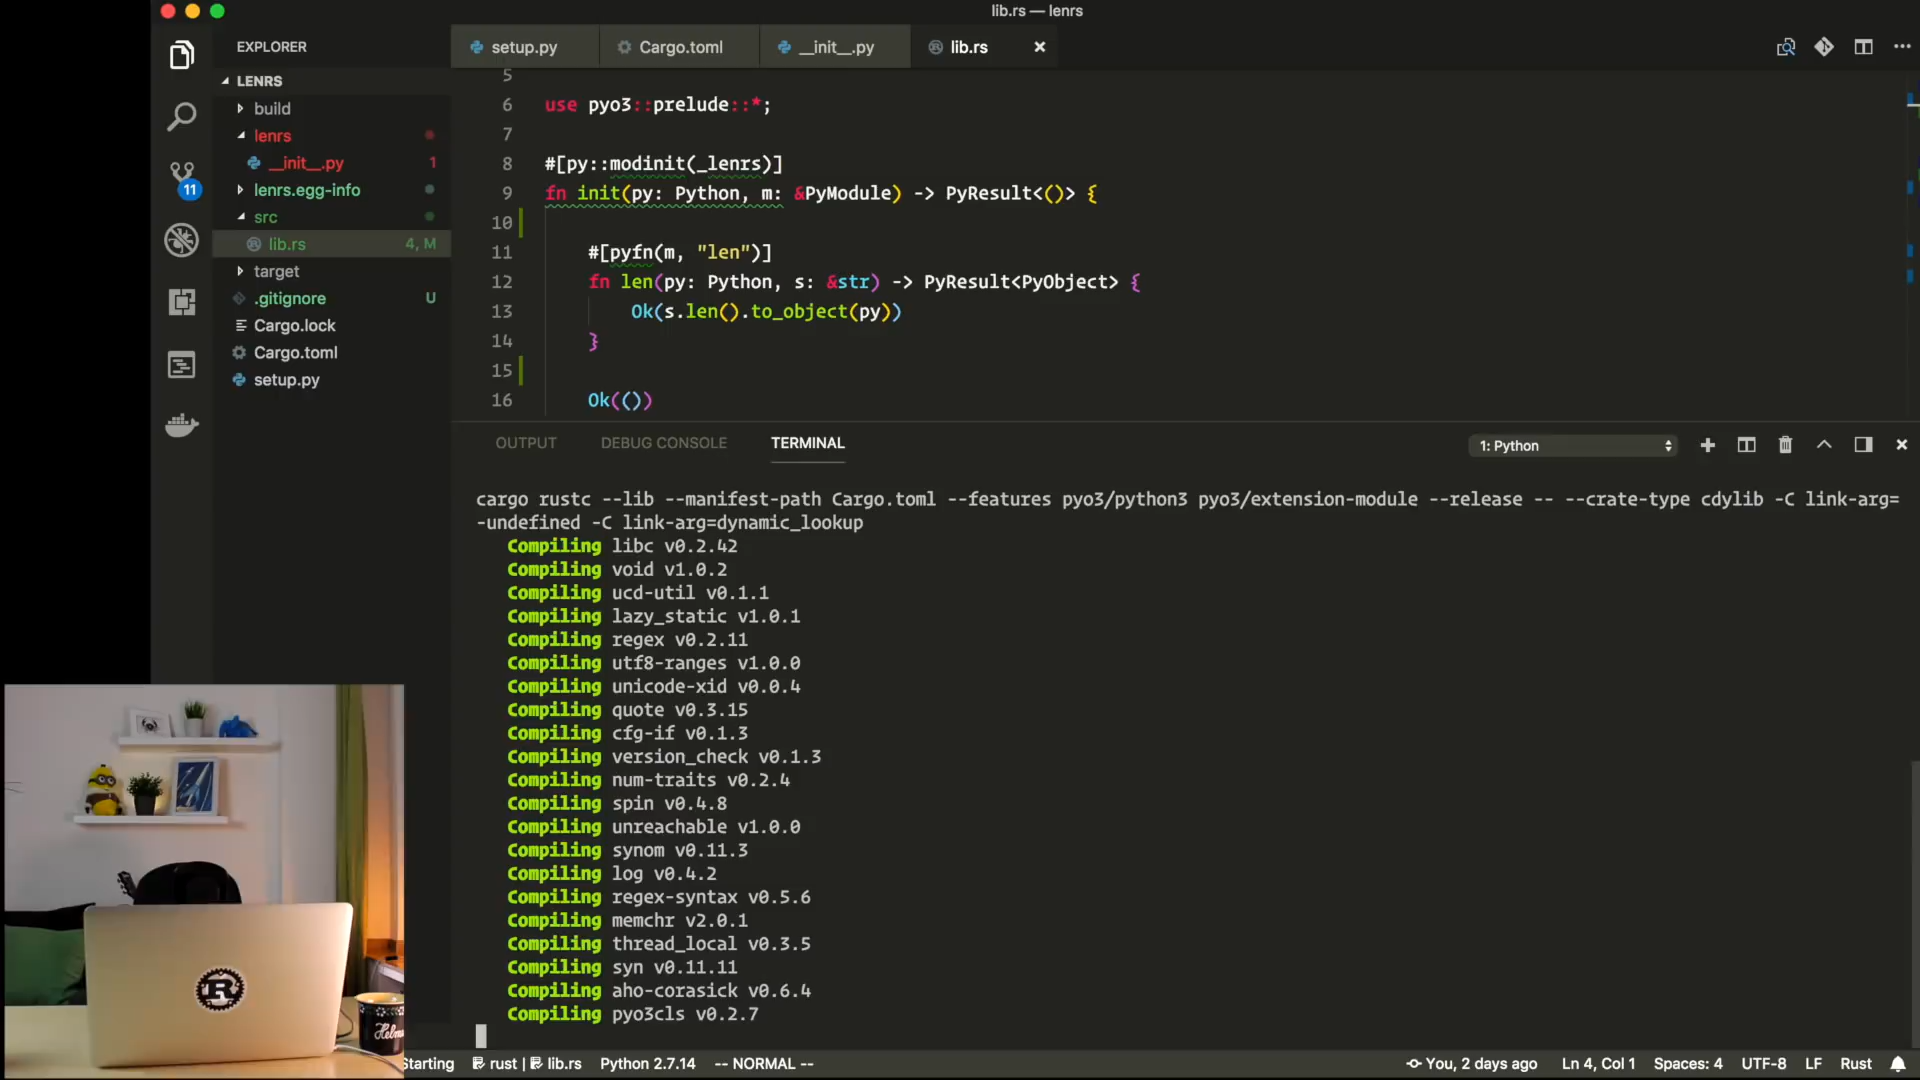 lib.rs — lenrs
EXPLORER
LENRS
build
lenrs
__init__.py 1
lenrs.egg-info
src
lib.rs 4, M
target
.gitignore U
Cargo.lock
Cargo.toml
setup.py
11
setup.py Cargo.toml __init__.py lib.rs
5
6 use pyo3::prelude::*;
7
8 #[py::modinit(_lenrs)]
9 fn init(py: Python, m: &PyModule) -> PyResult<()> {
10
11 #[pyfn(m, "len")]
12 fn len(py: Python, s: &str) -> PyResult<PyObject> {
13 Ok(s.len().to_object(py))
14 }
15
16 Ok(())
OUTPUT DEBUG CONSOLE TERMINAL 1: Python
cargo rustc --lib --manifest-path Cargo.toml --features pyo3/python3 pyo3/extension-module --release -- --crate-type cdylib -C link-arg=
-undefined -C link-arg=dynamic_lookup
Compiling libc v0.2.42
Compiling void v1.0.2
Compiling ucd-util v0.1.1
Compiling lazy_static v1.0.1
Compiling regex v0.2.11
Compiling utf8-ranges v1.0.0
Compiling unicode-xid v0.0.4
Compiling quote v0.3.15
Compiling cfg-if v0.1.3
Compiling version_check v0.1.3
Compiling num-traits v0.2.4
Compiling spin v0.4.8
Compiling unreachable v1.0.0
Compiling synom v0.11.3
Compiling log v0.4.2
Compiling regex-syntax v0.5.6
Compiling memchr v2.0.1
Compiling thread_local v0.3.5
Compiling syn v0.11.11
Compiling aho-corasick v0.6.4
Compiling pyo3cls v0.2.7
R
Starting rust | lib.rs Python 2.7.14 -- NORMAL -- You, 2 days ago Ln 4, Col 1 Spaces: 4 UTF-8 LF Rust